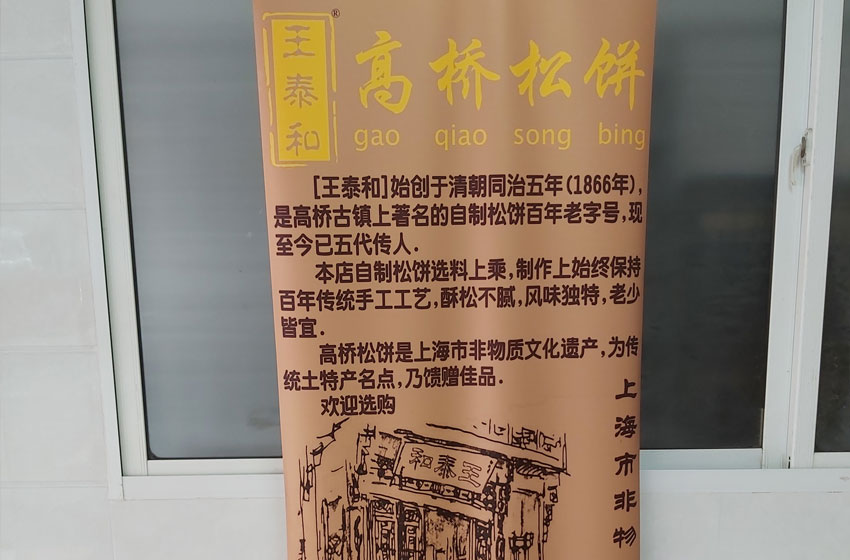 王泰和®
高桥松饼
gao qiao song bing
[王泰和]始创于清朝同治五年(1866年),
是高桥古镇上著名的自制松饼百年老字号,现
至今已五代传人.
本店自制松饼选料上乘,制作上始终保持
百年传统手工工艺,酥松不腻,风味独特,老少
皆宜.
高桥松饼是上海市非物质文化遗产,为传
统土特产名点,乃馈赠佳品.
欢迎选购
上海市非物
和泰王